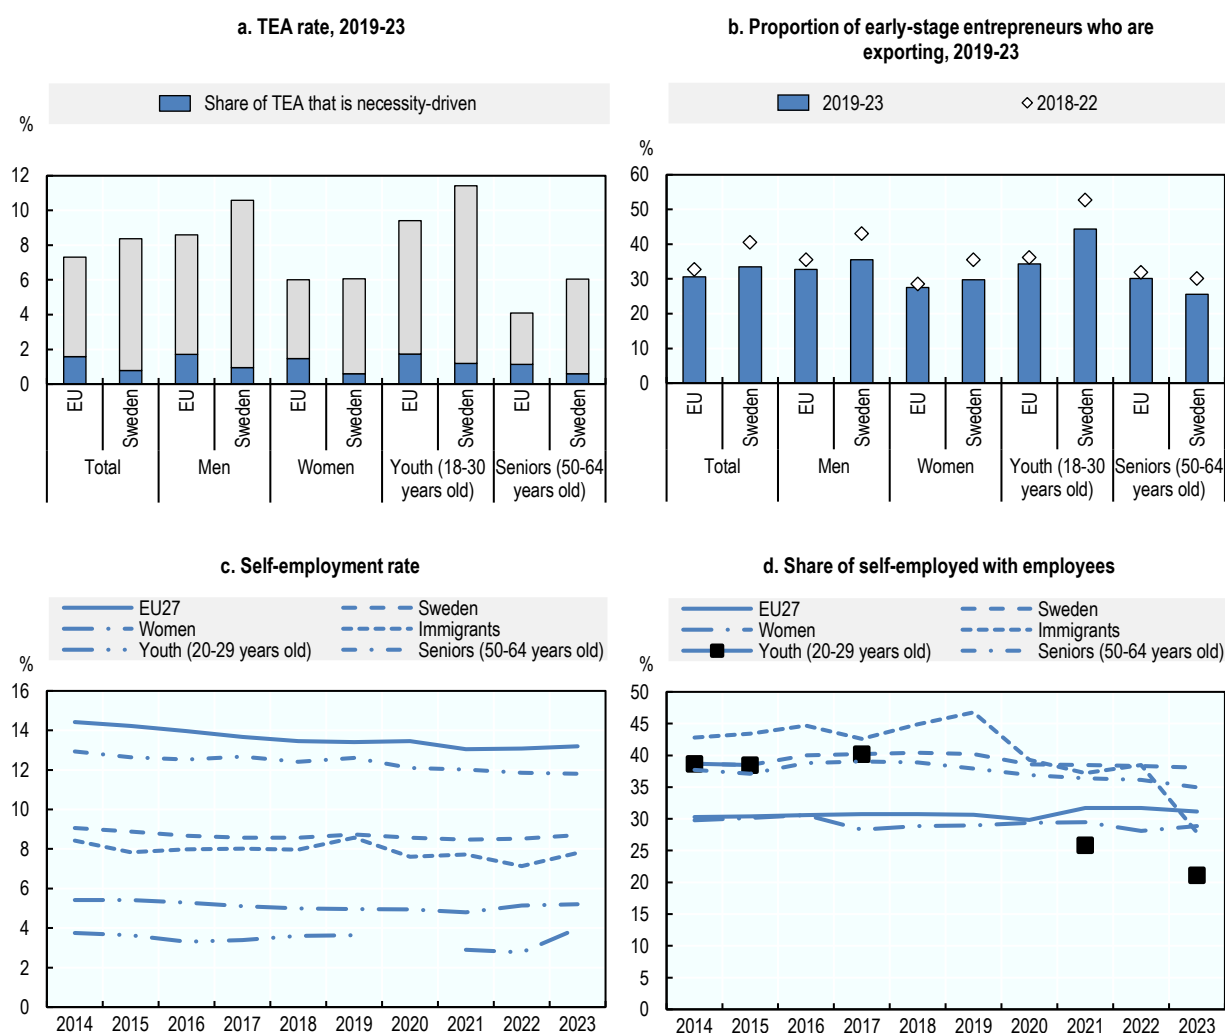 a. TEA rate, 2019-23
Share of TEA that is necessity-driven
%
12
10
8
6
4
2
0
EU
Sweden
EU
Sweden
EU
Sweden
EU
Sweden
EU
Sweden
Total
Men
Women
Youth (18-30 years old)
Seniors (50-64 years old)
b. Proportion of early-stage entrepreneurs who are
exporting, 2019-23
2019-23
2018-22
%
60
50
40
30
20
10
0
EU
Sweden
EU
Sweden
EU
Sweden
EU
Sweden
EU
Sweden
Total
Men
Women
Youth (18-30 years old)
Seniors (50-64 years old)
c. Self-employment rate
EU27
Sweden
Women
Immigrants
Youth (20-29 years old)
Seniors (50-64 years old)
%
16
14
12
10
8
6
4
2
0
2014 2015 2016 2017 2018 2019 2020 2021 2022 2023
d. Share of self-employed with employees
EU27
Sweden
Women
Immigrants
Youth (20-29 years old)
Seniors (50-64 years old)
%
50
45
40
35
30
25
20
15
10
5
0
2014 2015 2016 2017 2018 2019 2020 2021 2022 2023